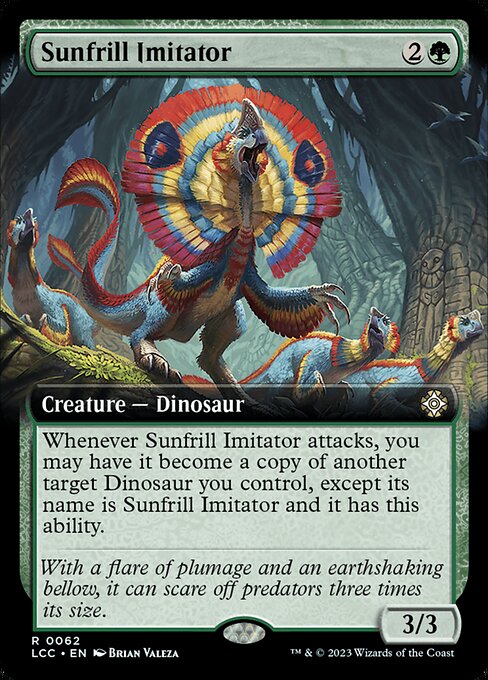 Sunfrill Imitator 2
Creature — Dinosaur
Whenever Sunfrill Imitator attacks, you
may have it become a copy of another
target Dinosaur you control, except its
name is Sunfrill Imitator and it has this
ability.
With a flare of plumage and an earthshaking
bellow, it can scare off predators three times
its size.
3/3
R 0062
LCC • EN Brian Valeza
™ & © 2023 Wizards of the Coast